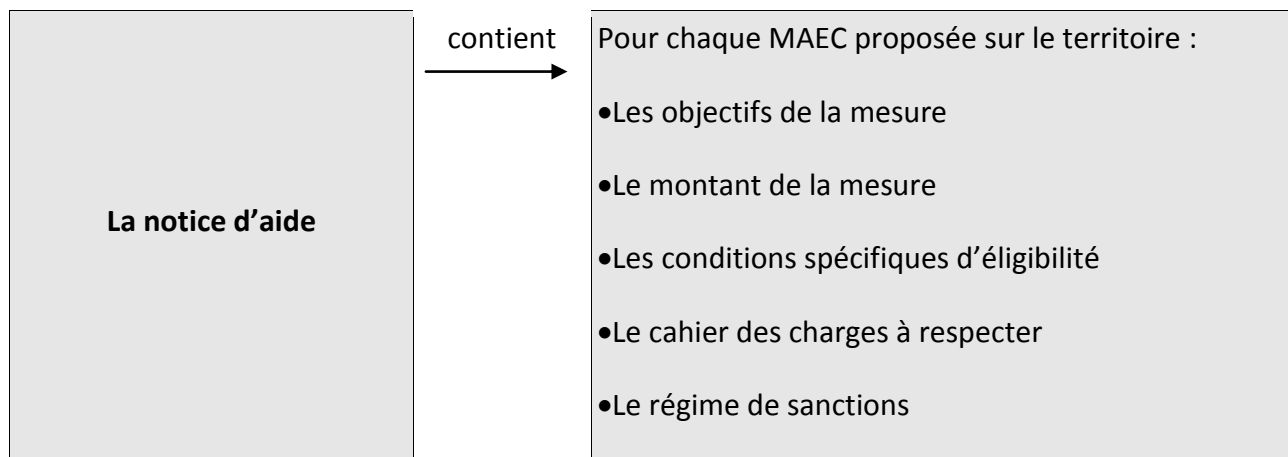 La notice d’aide
contient
Pour chaque MAEC proposée sur le territoire :
•Les objectifs de la mesure
•Le montant de la mesure
•Les conditions spécifiques d’éligibilité
•Le cahier des charges à respecter
•Le régime de sanctions